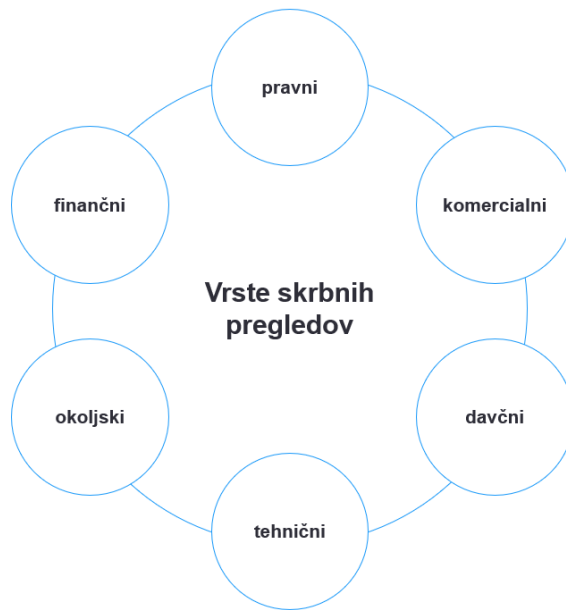 pravni
finančni
komercialni
Vrste skrbnih
pregledov
okoljski
davčni
tehnični